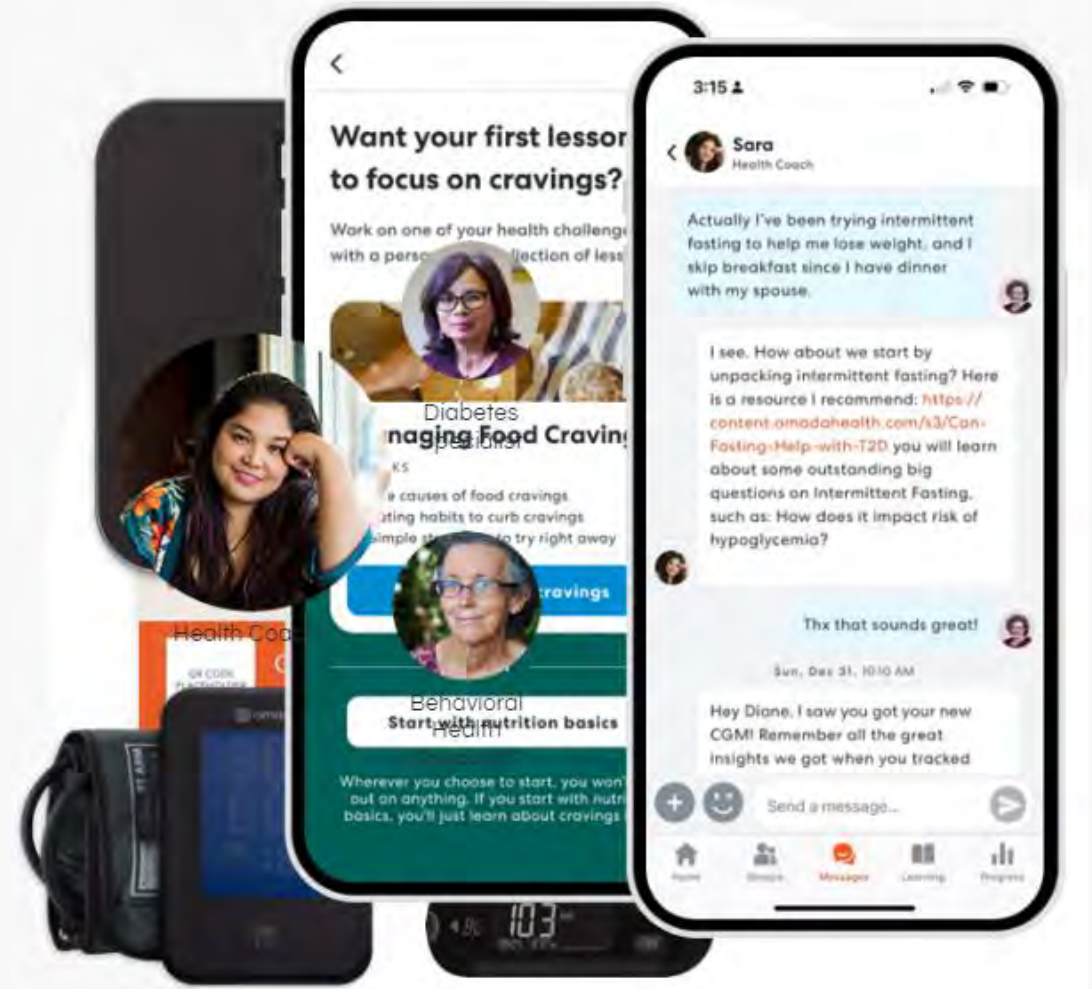 Want your first lesson
to focus on cravings?
Work on one of your health challenge
with a perso
lection of less
Diabetes
Specialist
naging Food Craving
KS
e causes of food cravings
ating habits to curb cravings
simple st
to try right away
cravings
Health Coac
Behavioral
Health
Start with nutrition basics
Wherever you choose to start, you won'
out on anything. If you start with nutri
basics, you'll just learn about cravings
QR CODE
PLACEHOLDER
103
3:15
Sara
Health Coach
Actually I've been trying intermittent
fasting to help me lose weight, and I
skip breakfast since I have dinner
with my spouse.
I see. How about we start by
unpacking intermittent fasting? Here
is a resource I recommend: https://
content.omadahealth.com/s3/Can-
Fasting-Help-with-T2D you will learn
about some outstanding big
questions on Intermittent Fasting,
such as: How does it impact risk of
hypoglycemia?
Thx that sounds great!
Sun, Dec 31, 10:10 AM
Hey Diane, I saw you got your new
CGM! Remember all the great
insights we got when you tracked
Send a message...
Home
Messages
Learning
Progress